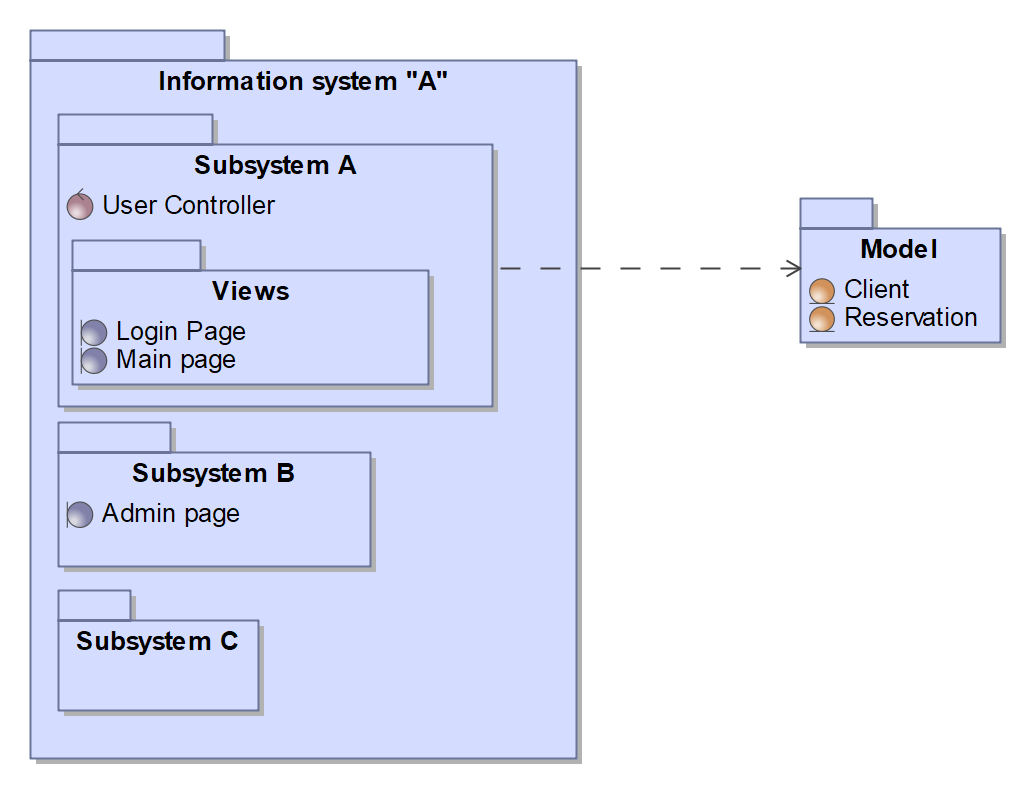 Information system "A"
Subsystem A
User Controller
Views
Login Page
Main page
Subsystem B
Admin page
Subsystem C
Model
Client
Reservation